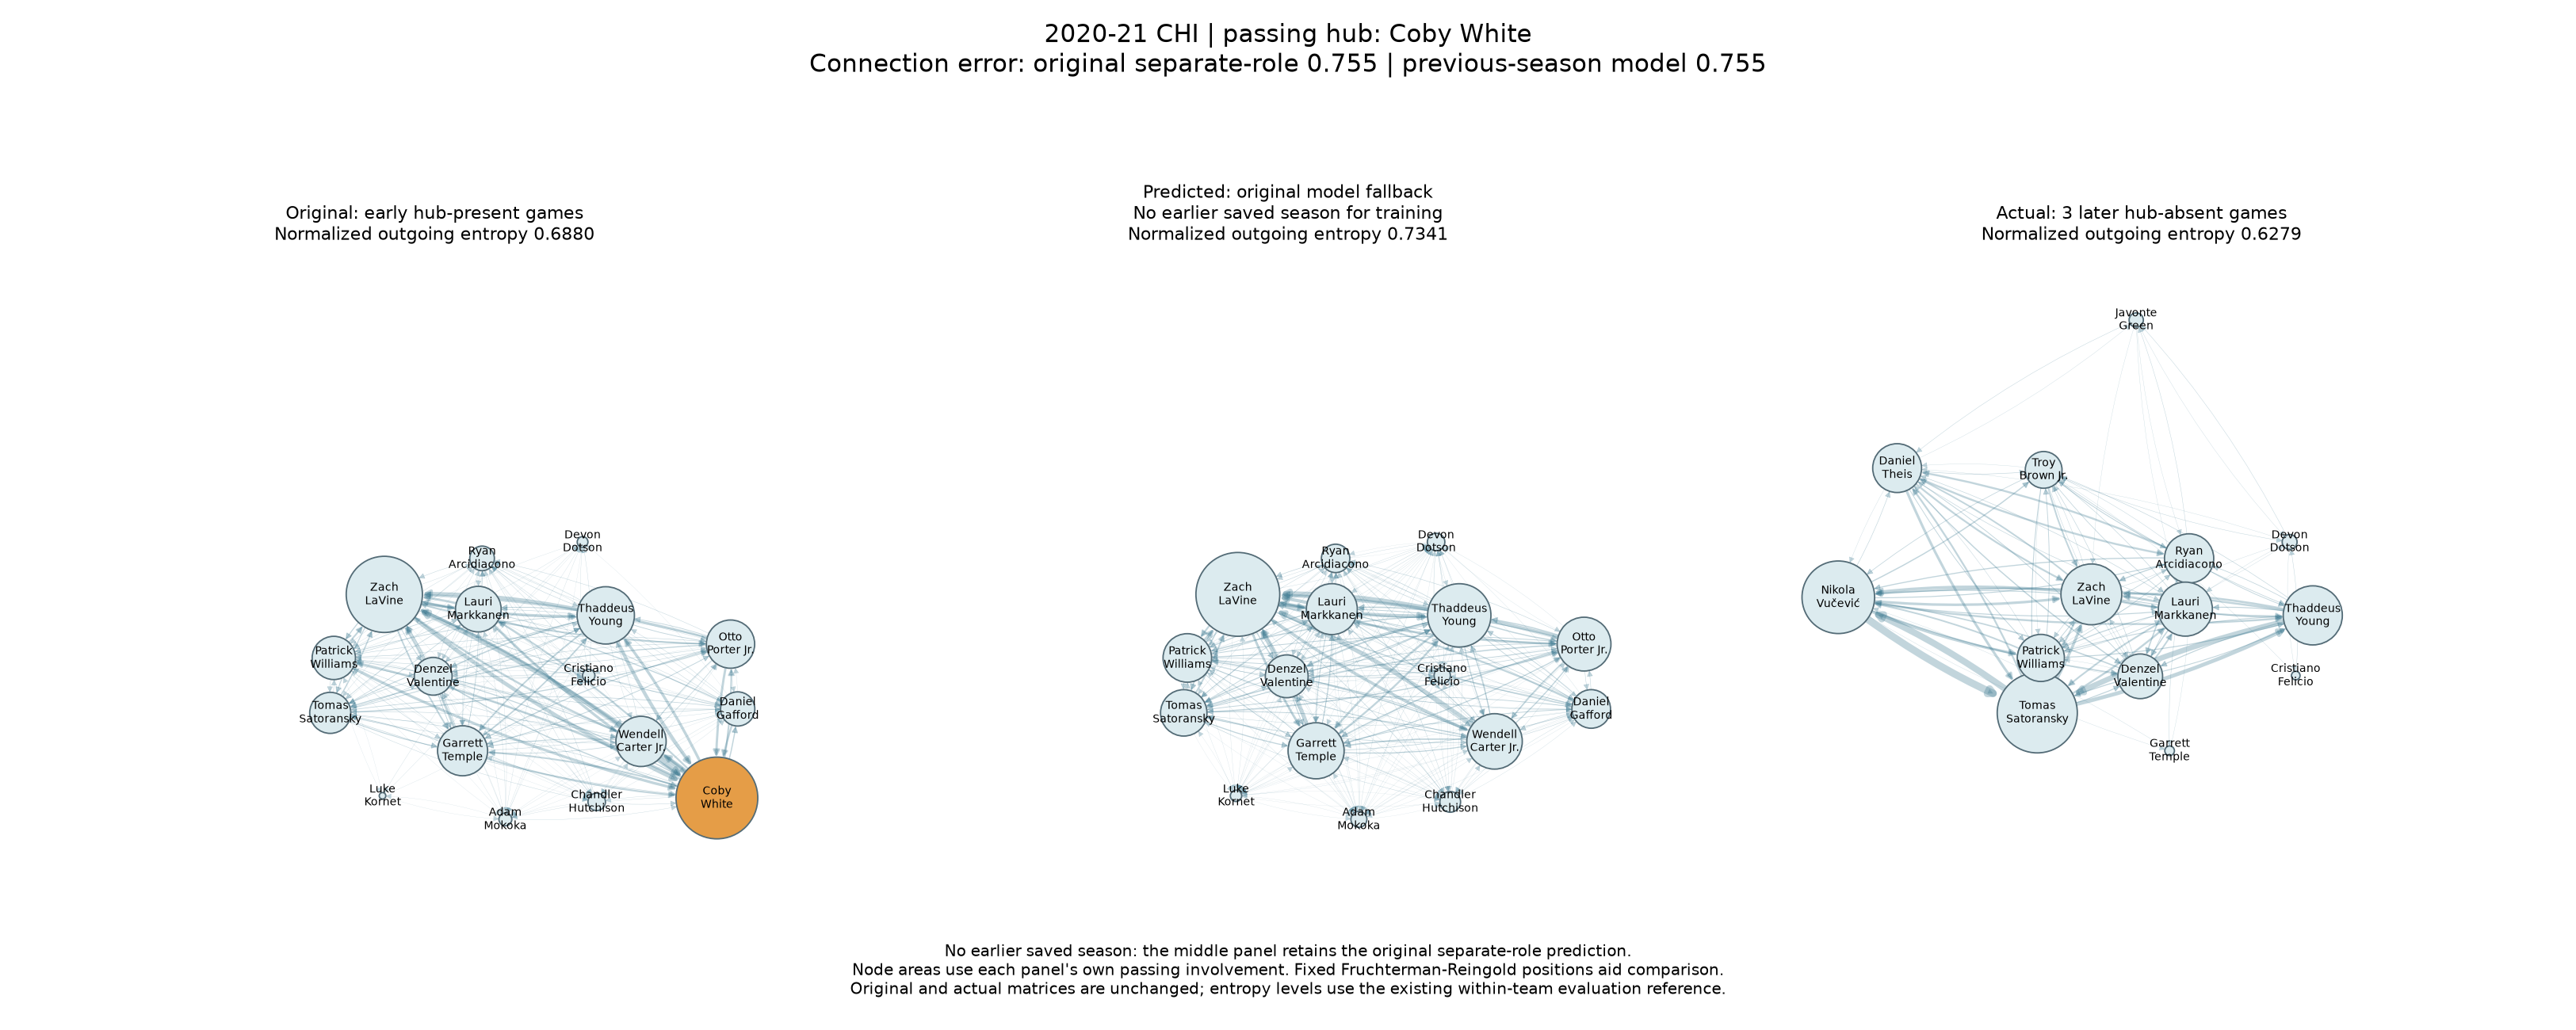 2020-21 CHI | passing hub: Coby White
Connection error: original separate-role 0.755 | previous-season model 0.755
Original: early hub-present games
Normalized outgoing entropy 0.6880
Predicted: original model fallback
No earlier saved season for training
Normalized outgoing entropy 0.7341
Actual: 3 later hub-absent games
Normalized outgoing entropy 0.6279
Devon
Dotson
Ryan
Arcidiacono
Zach
LaVine
Lauri
Markkanen
Thaddeus
Young
Otto
Porter Jr.
Patrick
Williams
Denzel
Valentine
Cristiano
Felicio
Tomas
Satoransky
Daniel
Gafford
Garrett
Temple
Wendell
Carter Jr.
Coby
White
Luke
Kornet
Adam
Mokoka
Chandler
Hutchison
Devon
Dotson
Ryan
Arcidiacono
Zach
LaVine
Lauri
Markkanen
Thaddeus
Young
Otto
Porter Jr.
Patrick
Williams
Denzel
Valentine
Cristiano
Felicio
Tomas
Satoransky
Daniel
Gafford
Garrett
Temple
Wendell
Carter Jr.
Luke
Kornet
Adam
Mokoka
Chandler
Hutchison
Javonte
Green
Daniel
Theis
Troy
Brown Jr.
Devon
Dotson
Ryan
Arcidiacono
Nikola
Vučević
Zach
LaVine
Lauri
Markkanen
Thaddeus
Young
Patrick
Williams
Denzel
Valentine
Cristiano
Felicio
Tomas
Satoransky
Garrett
Temple
No earlier saved season: the middle panel retains the original separate-role prediction.
Node areas use each panel's own passing involvement. Fixed Fruchterman-Reingold positions aid comparison.
Original and actual matrices are unchanged; entropy levels use the existing within-team evaluation reference.